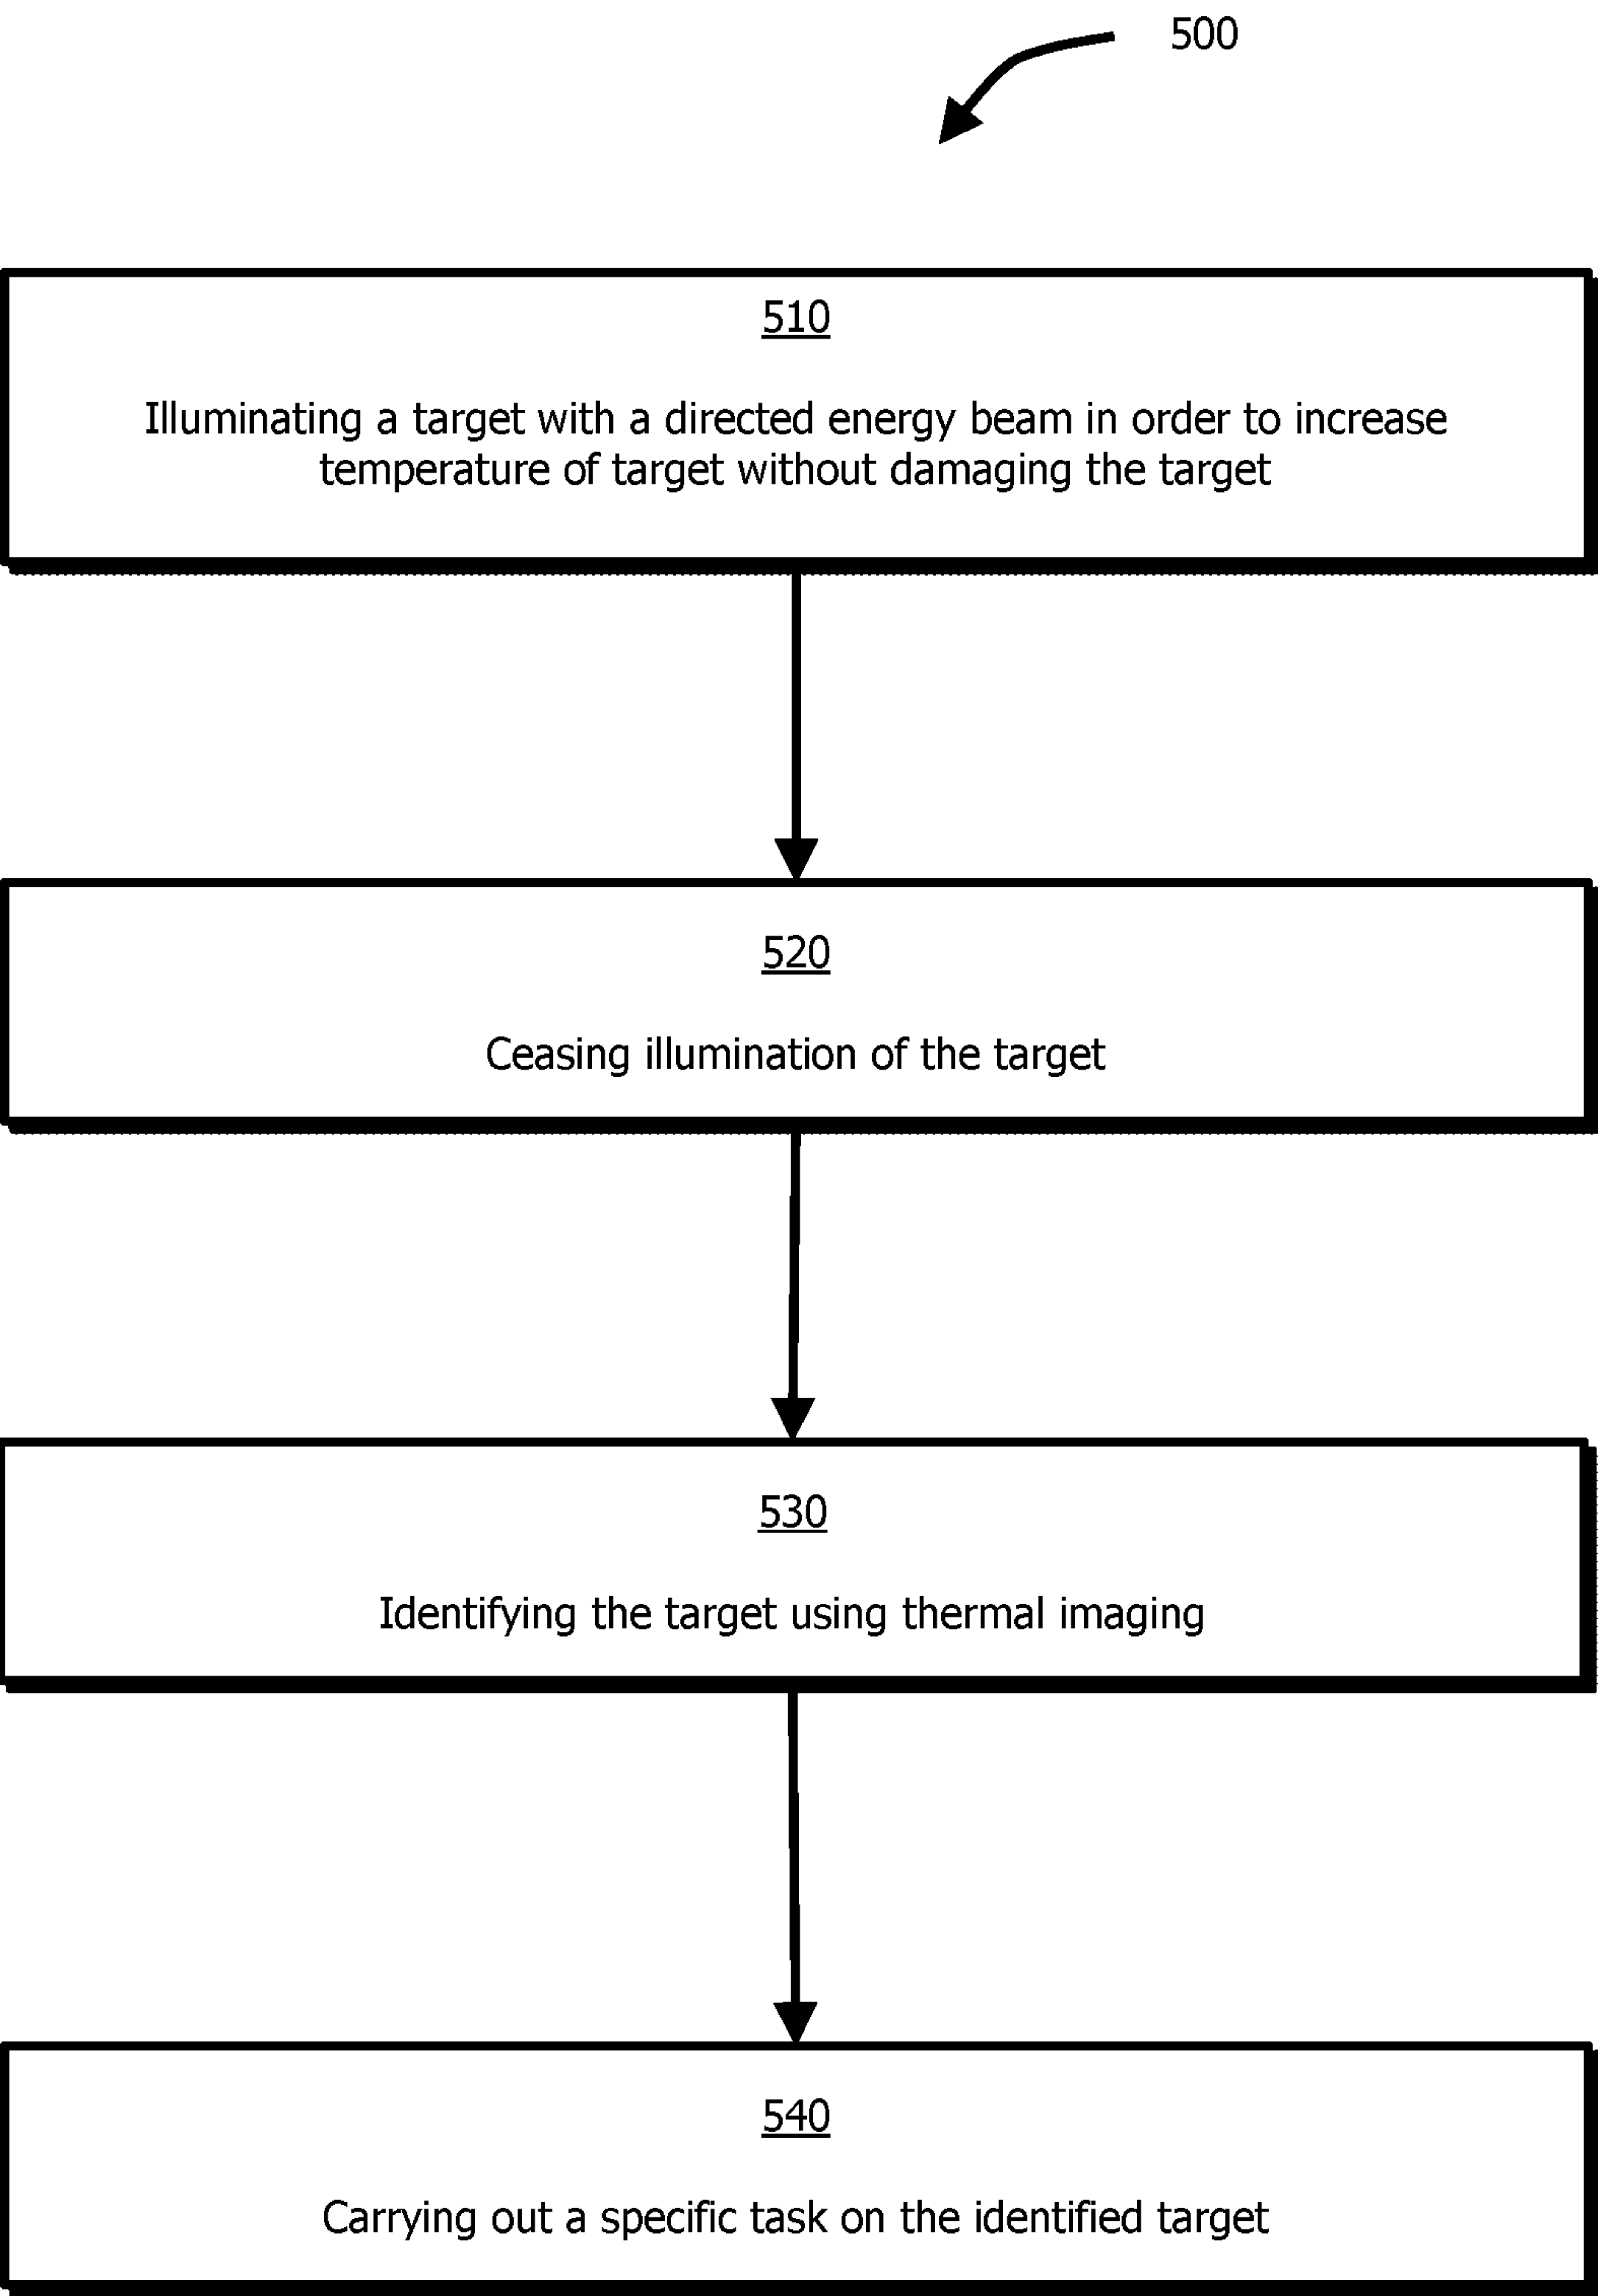 500
510
Illuminating a target with a directed energy beam in order to increase
temperature of target without damaging the target
520
Ceasing illumination of the target
530
Identifying the target using thermal imaging
540
Carrying out a specific task on the identified target